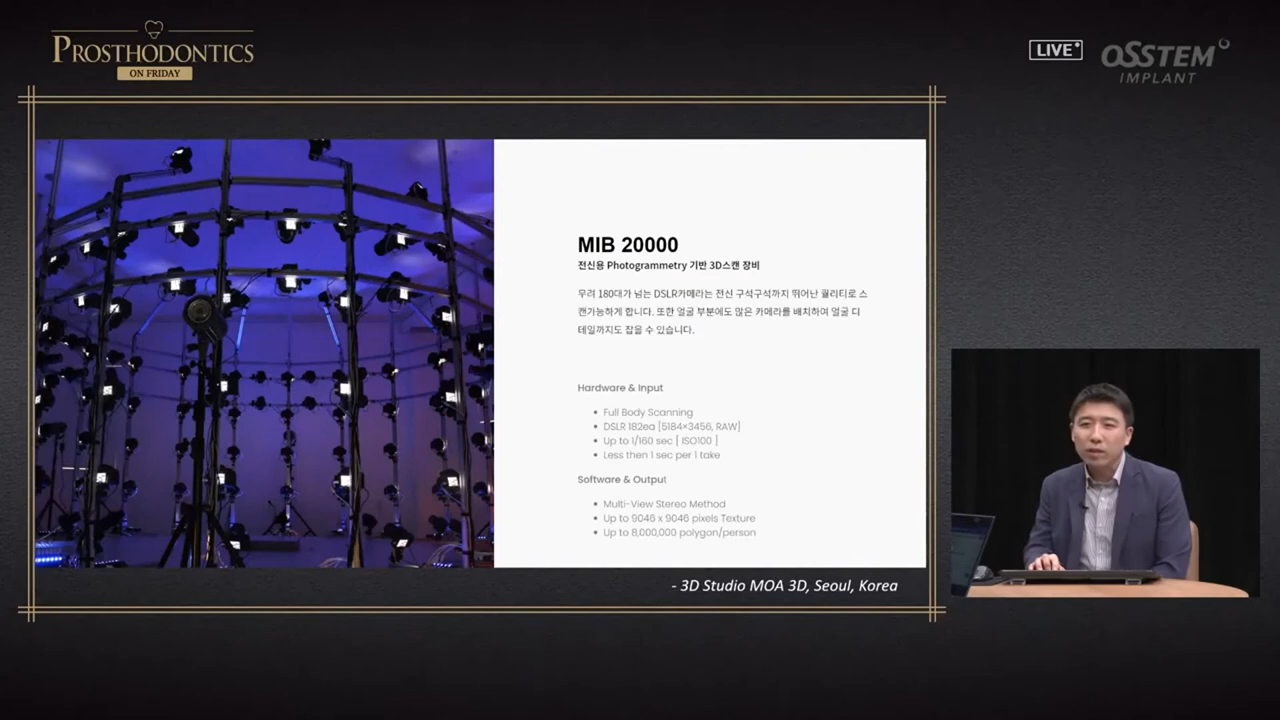 PROSTHODONTICS
ON FRIDAY
LIVE
OSSTEM
IMPLANT
MIB 20000
전신용 Photogrammetry 기반 3D스캔 장비
무려 180대가 넘는 DSLR카메라는 전신 구석구석까지 뛰어난 퀄리티로 스
캔가능하게 합니다. 또한 얼굴 부분에도 많은 카메라를 배치하여 얼굴 디
테일까지도 잡을 수 있습니다.
Hardware & Input
• Full Body Scanning
• DSLR 182ea [5184×3456, RAW]
• Up to 1/160 sec [ ISO100 ]
• Less then 1 sec per 1 take
Software & Output
• Multi-View Stereo Method
• Up to 9046 x 9046 pixels Texture
• Up to 8,000,000 polygon/person
- 3D Studio MOA 3D, Seoul, Korea